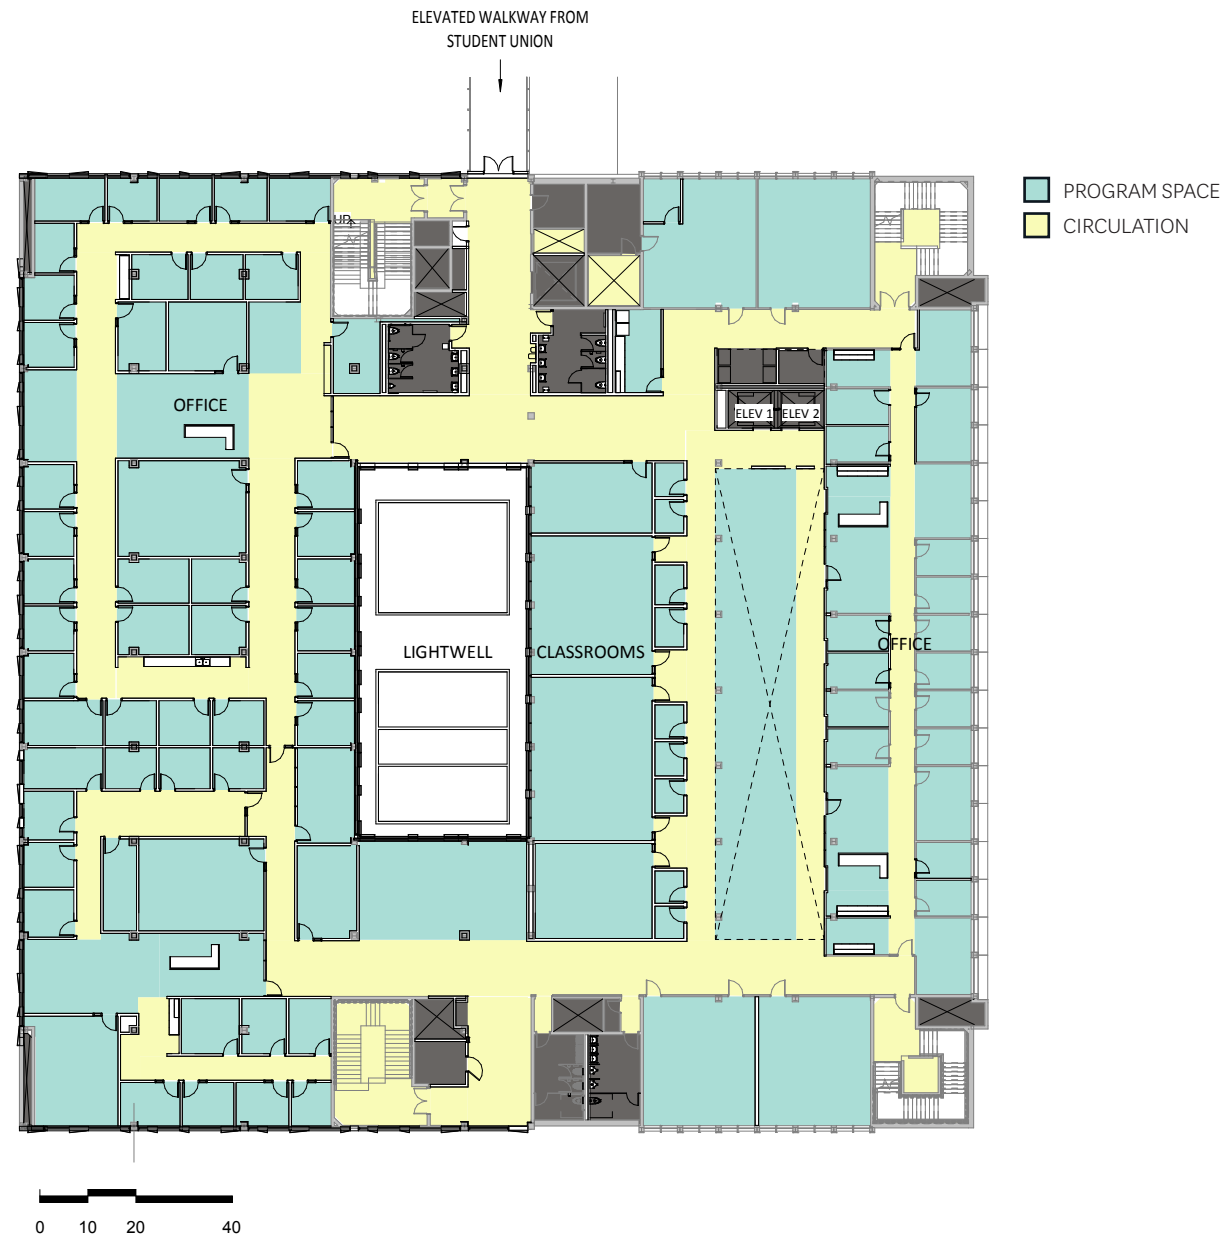 ELEVATED WALKWAY FROM
STUDENT UNION
PROGRAM SPACE
CIRCULATION
UP
OFFICE
ELEV 1
ELEV 2
LIGHTWELL
CLASSROOMS
OFFICE
0 10 20 40